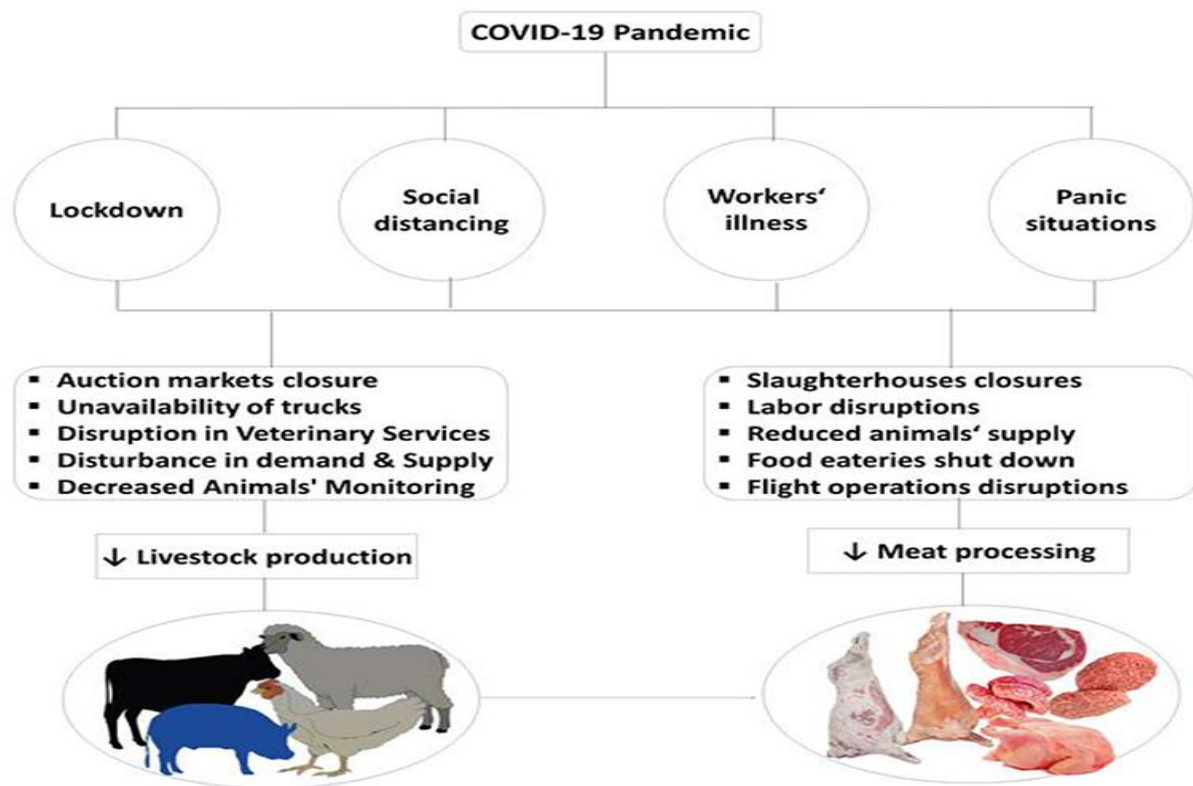 COVID-19 Pandemic
Lockdown
Social
distancing
Workers‘
illness
Panic
situations
▪ Auction markets closure
▪ Unavailability of trucks
▪ Disruption in Veterinary Services
▪ Disturbance in demand & Supply
▪ Decreased Animals' Monitoring
▪ Slaughterhouses closures
▪ Labor disruptions
▪ Reduced animals‘ supply
▪ Food eateries shut down
▪ Flight operations disruptions
↓ Livestock production
↓ Meat processing